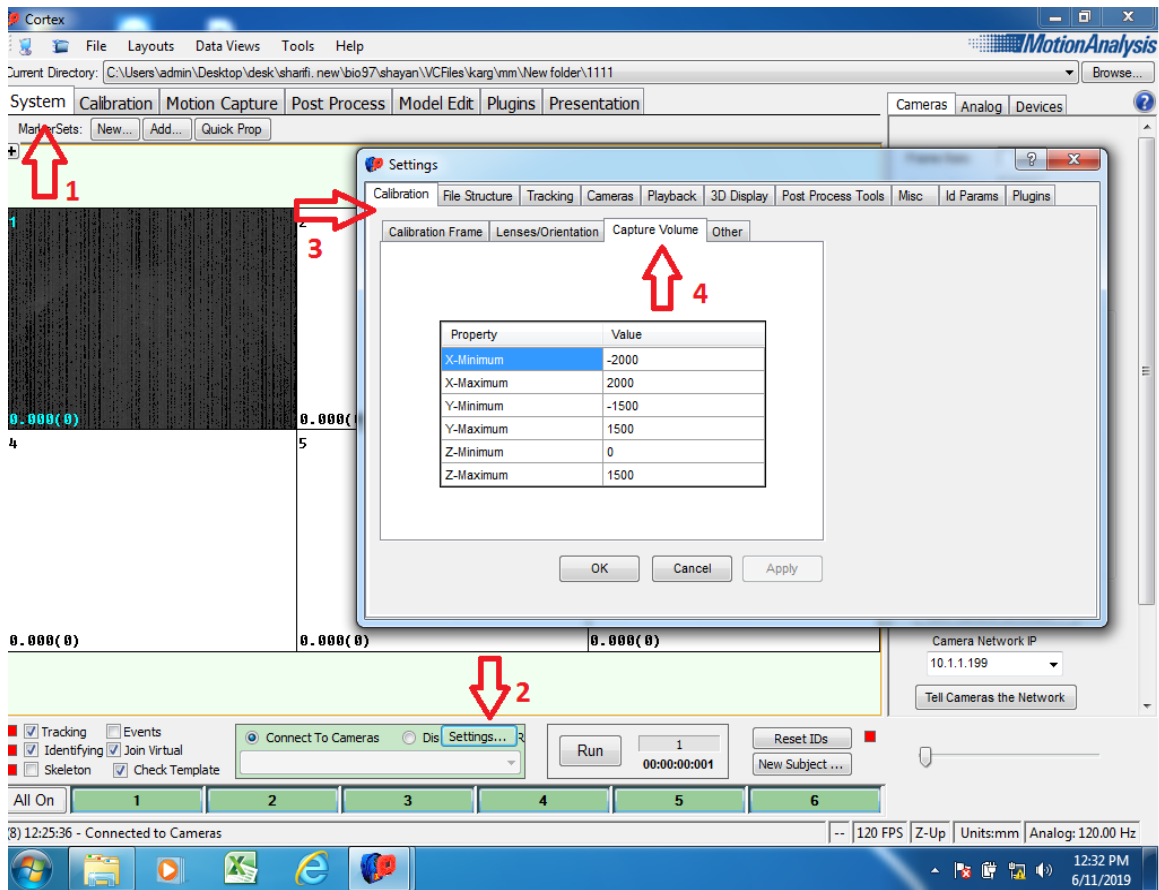 Cortex
File Layouts Data Views Tools Help
MotionAnalysis
Current Directory: C:\Users\admin\Desktop\desk\sharifi. new\bio97\shayan\VCFiles\karg\mm\New folder\1111 Browse...
System Calibration Motion Capture Post Process Model Edit Plugins Presentation
Cameras Analog Devices
MarkerSets: New... Add... Quick Prop
1
Settings
Calibration File Structure Tracking Cameras Playback 3D Display Post Process Tools Misc Id Params Plugins
3
Calibration Frame Lenses/Orientation Capture Volume Other
4
Property Value
X-Minimum -2000
X-Maximum 2000
Y-Minimum -1500
Y-Maximum 1500
Z-Minimum 0
Z-Maximum 1500
OK Cancel Apply
1 2
0.000(0) 0.000(
4 5
0.000(0) 0.000(0) 0.000(0)
Camera Network IP
10.1.1.199
Tell Cameras the Network
2
Tracking Events
Identifying Join Virtual
Skeleton Check Template
Connect To Cameras Dis Settings... R
Run 1
00:00:00:001
Reset IDs
New Subject ...
All On 1 2 3 4 5 6
(8) 12:25:36 - Connected to Cameras
-- 120 FPS Z-Up Units:mm Analog: 120.00 Hz
12:32 PM
6/11/2019